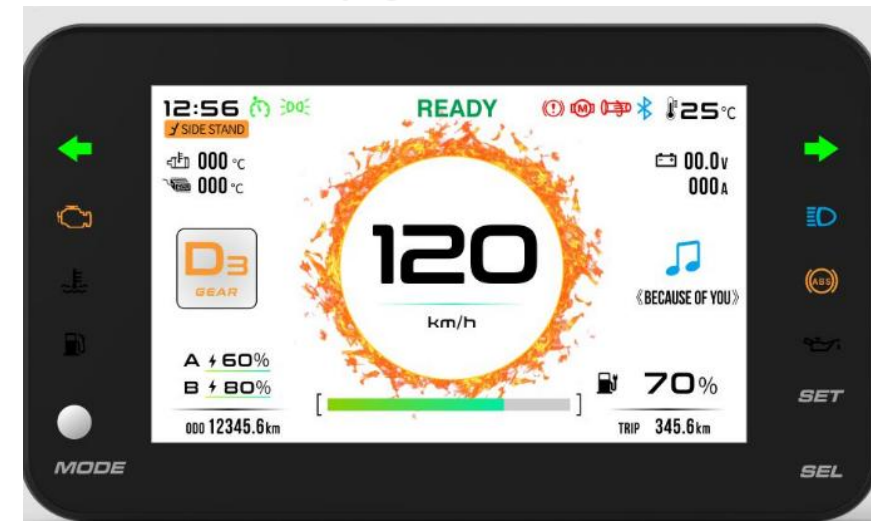 12:56 READY 25°C
SIDE STAND
000 °C
000 °C
00.0V
000A
120
km/h
D3
GEAR
《BECAUSE OF YOU》
ABS
A 60%
B 80%
70%
ODO 12345.6km
TRIP 345.6km
SET
MODE
SEL